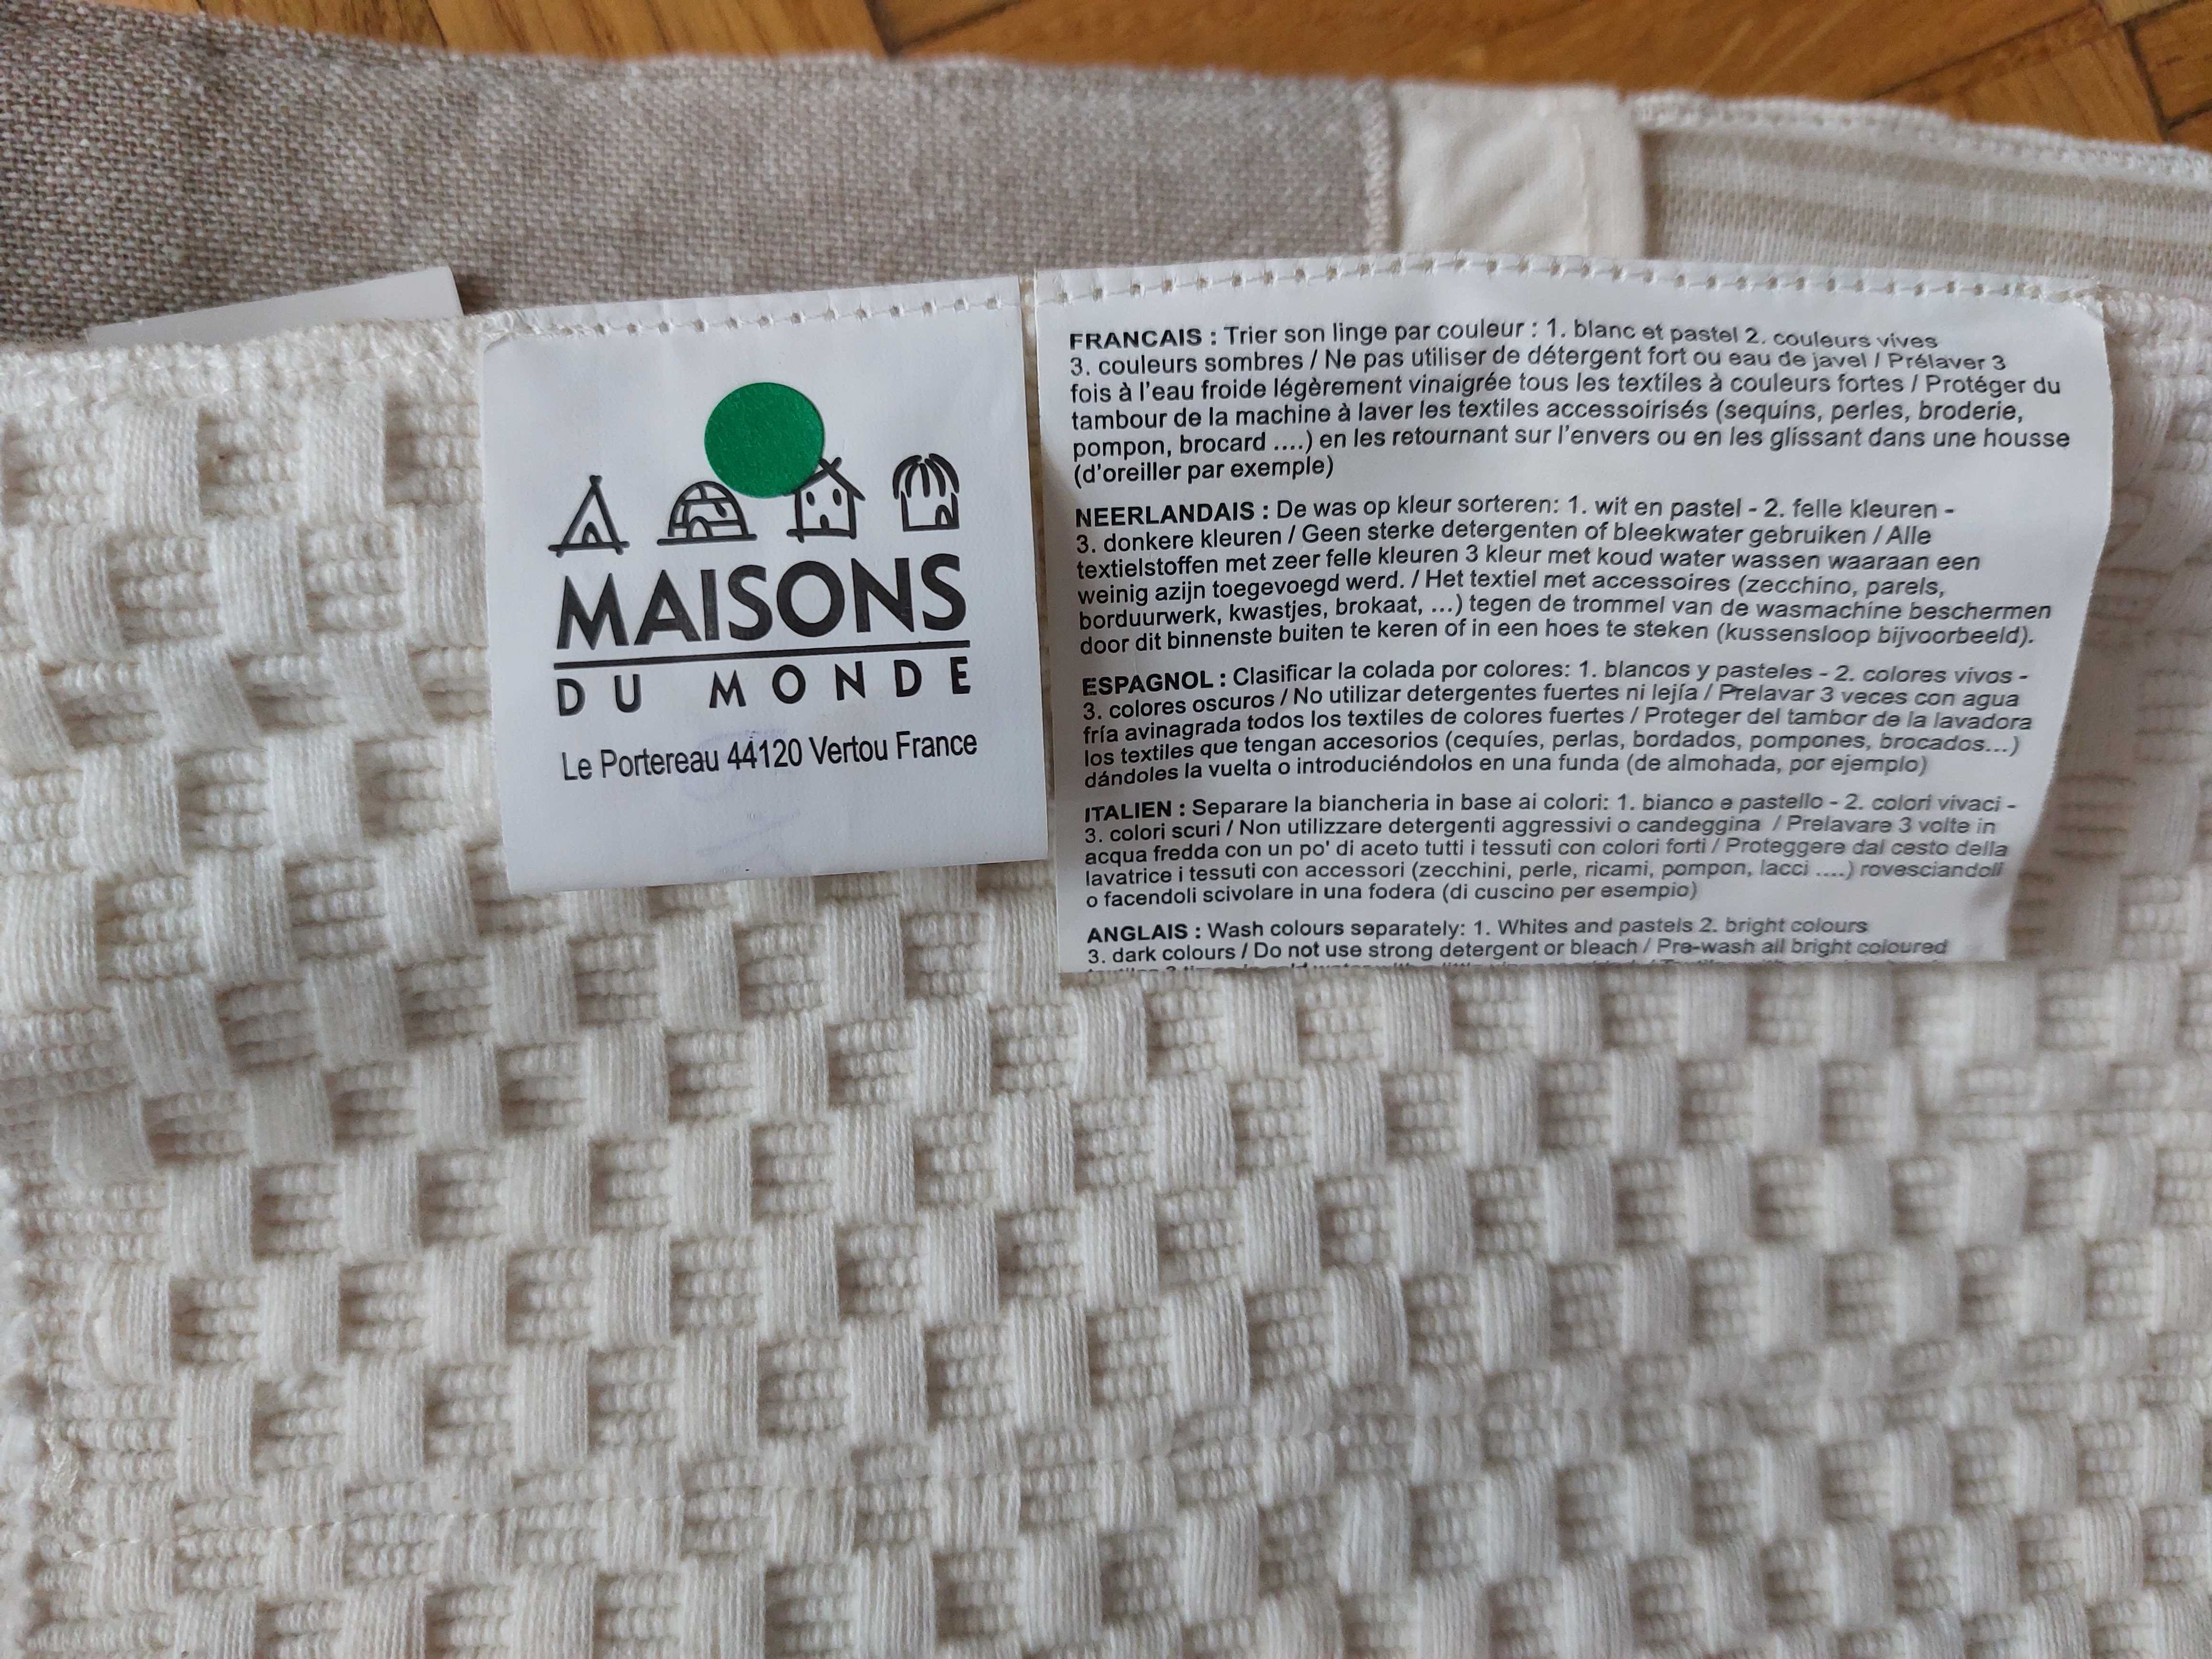 MAISONS
DU MONDE
Le Portereau 44120 Vertou France
FRANCAIS : Trier son linge par couleur : 1. blanc et pastel 2. couleurs vives
3. couleurs sombres / Ne pas utiliser de détergent fort ou eau de javel / Prélaver 3
fois à l'eau froide légèrement vinaigrée tous les textiles à couleurs fortes / Protéger du
tambour de la machine à laver les textiles accessoirisés (sequins, perles, broderie,
pompon, brocard ....) en les retournant sur l'envers ou en les glissant dans une housse
(d'oreiller par exemple)
NEERLANDAIS : De was op kleur sorteren: 1. wit en pastel - 2. felle kleuren -
3. donkere kleuren / Geen sterke detergenten of bleekwater gebruiken / Alle
textielstoffen met zeer felle kleuren 3 kleur met koud water wassen waaraan een
weinig azijn toegevoegd werd. / Het textiel met accessoires (zecchino, parels,
borduurwerk, kwastjes, brokaat, ...) tegen de trommel van de wasmachine beschermen
door dit binnenste buiten te keren of in een hoes te steken (kussensloop bijvoorbeeld).
ESPAGNOL : Clasificar la colada por colores: 1. blancos y pasteles - 2. colores vivos -
3. colores oscuros / No utilizar detergentes fuertes ni lejía / Prelavar 3 veces con agua
fría avinagrada todos los textiles de colores fuertes / Proteger del tambor de la lavadora
los textiles que tengan accesorios (cequíes, perlas, bordados, pompones, brocados...)
dándoles la vuelta o introduciéndolos en una funda (de almohada, por ejemplo)
ITALIEN : Separare la biancheria in base ai colori: 1. bianco e pastello - 2. colori vivaci -
3. colori scuri / Non utilizzare detergenti aggressivi o candeggina / Prelavare 3 volte in
acqua fredda con un po' di aceto tutti i tessuti con colori forti / Proteggere dal cesto della
lavatrice i tessuti con accessori (zecchini, perle, ricami, pompon, lacci ....) rovesciandoli
o facendoli scivolare in una fodera (di cuscino per esempio)
ANGLAIS : Wash colours separately: 1. Whites and pastels 2. bright colours
3. dark colours / Do not use strong detergent or bleach / Pre-wash all bright coloured